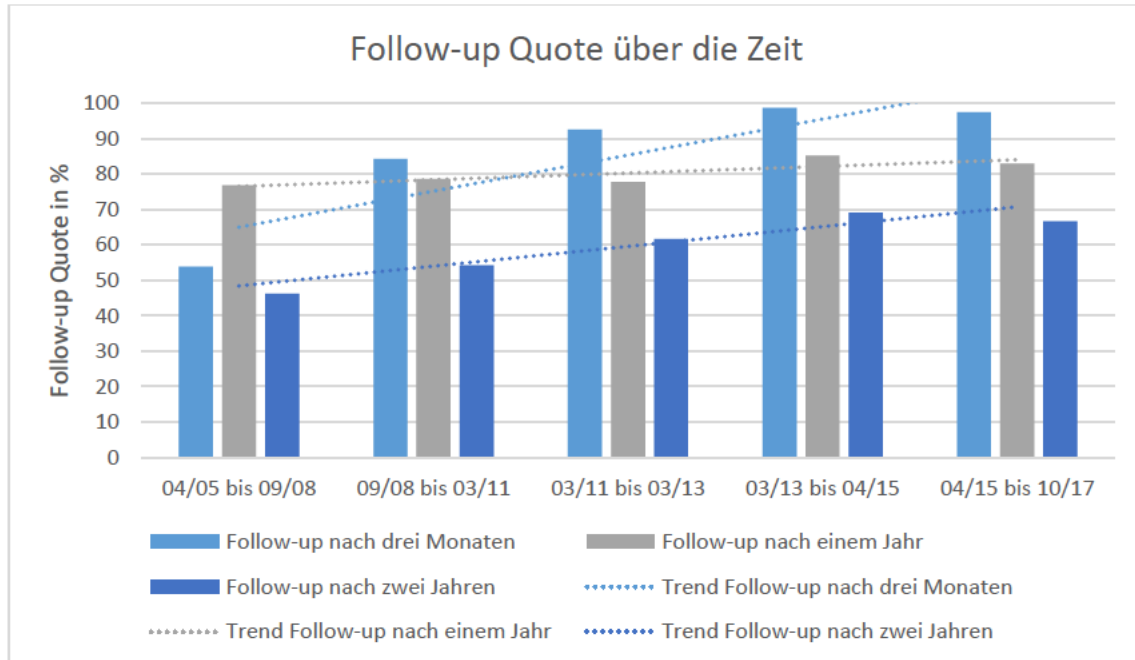 Follow-up Quote über die Zeit
Follow-up Quote in %
100
90
80
70
60
50
40
30
20
10
0
04/05 bis 09/08 09/08 bis 03/11 03/11 bis 03/13 03/13 bis 04/15 04/15 bis 10/17
Follow-up nach drei Monaten Follow-up nach einem Jahr
Follow-up nach zwei Jahren Trend Follow-up nach drei Monaten
Trend Follow-up nach einem Jahr Trend Follow-up nach zwei Jahren